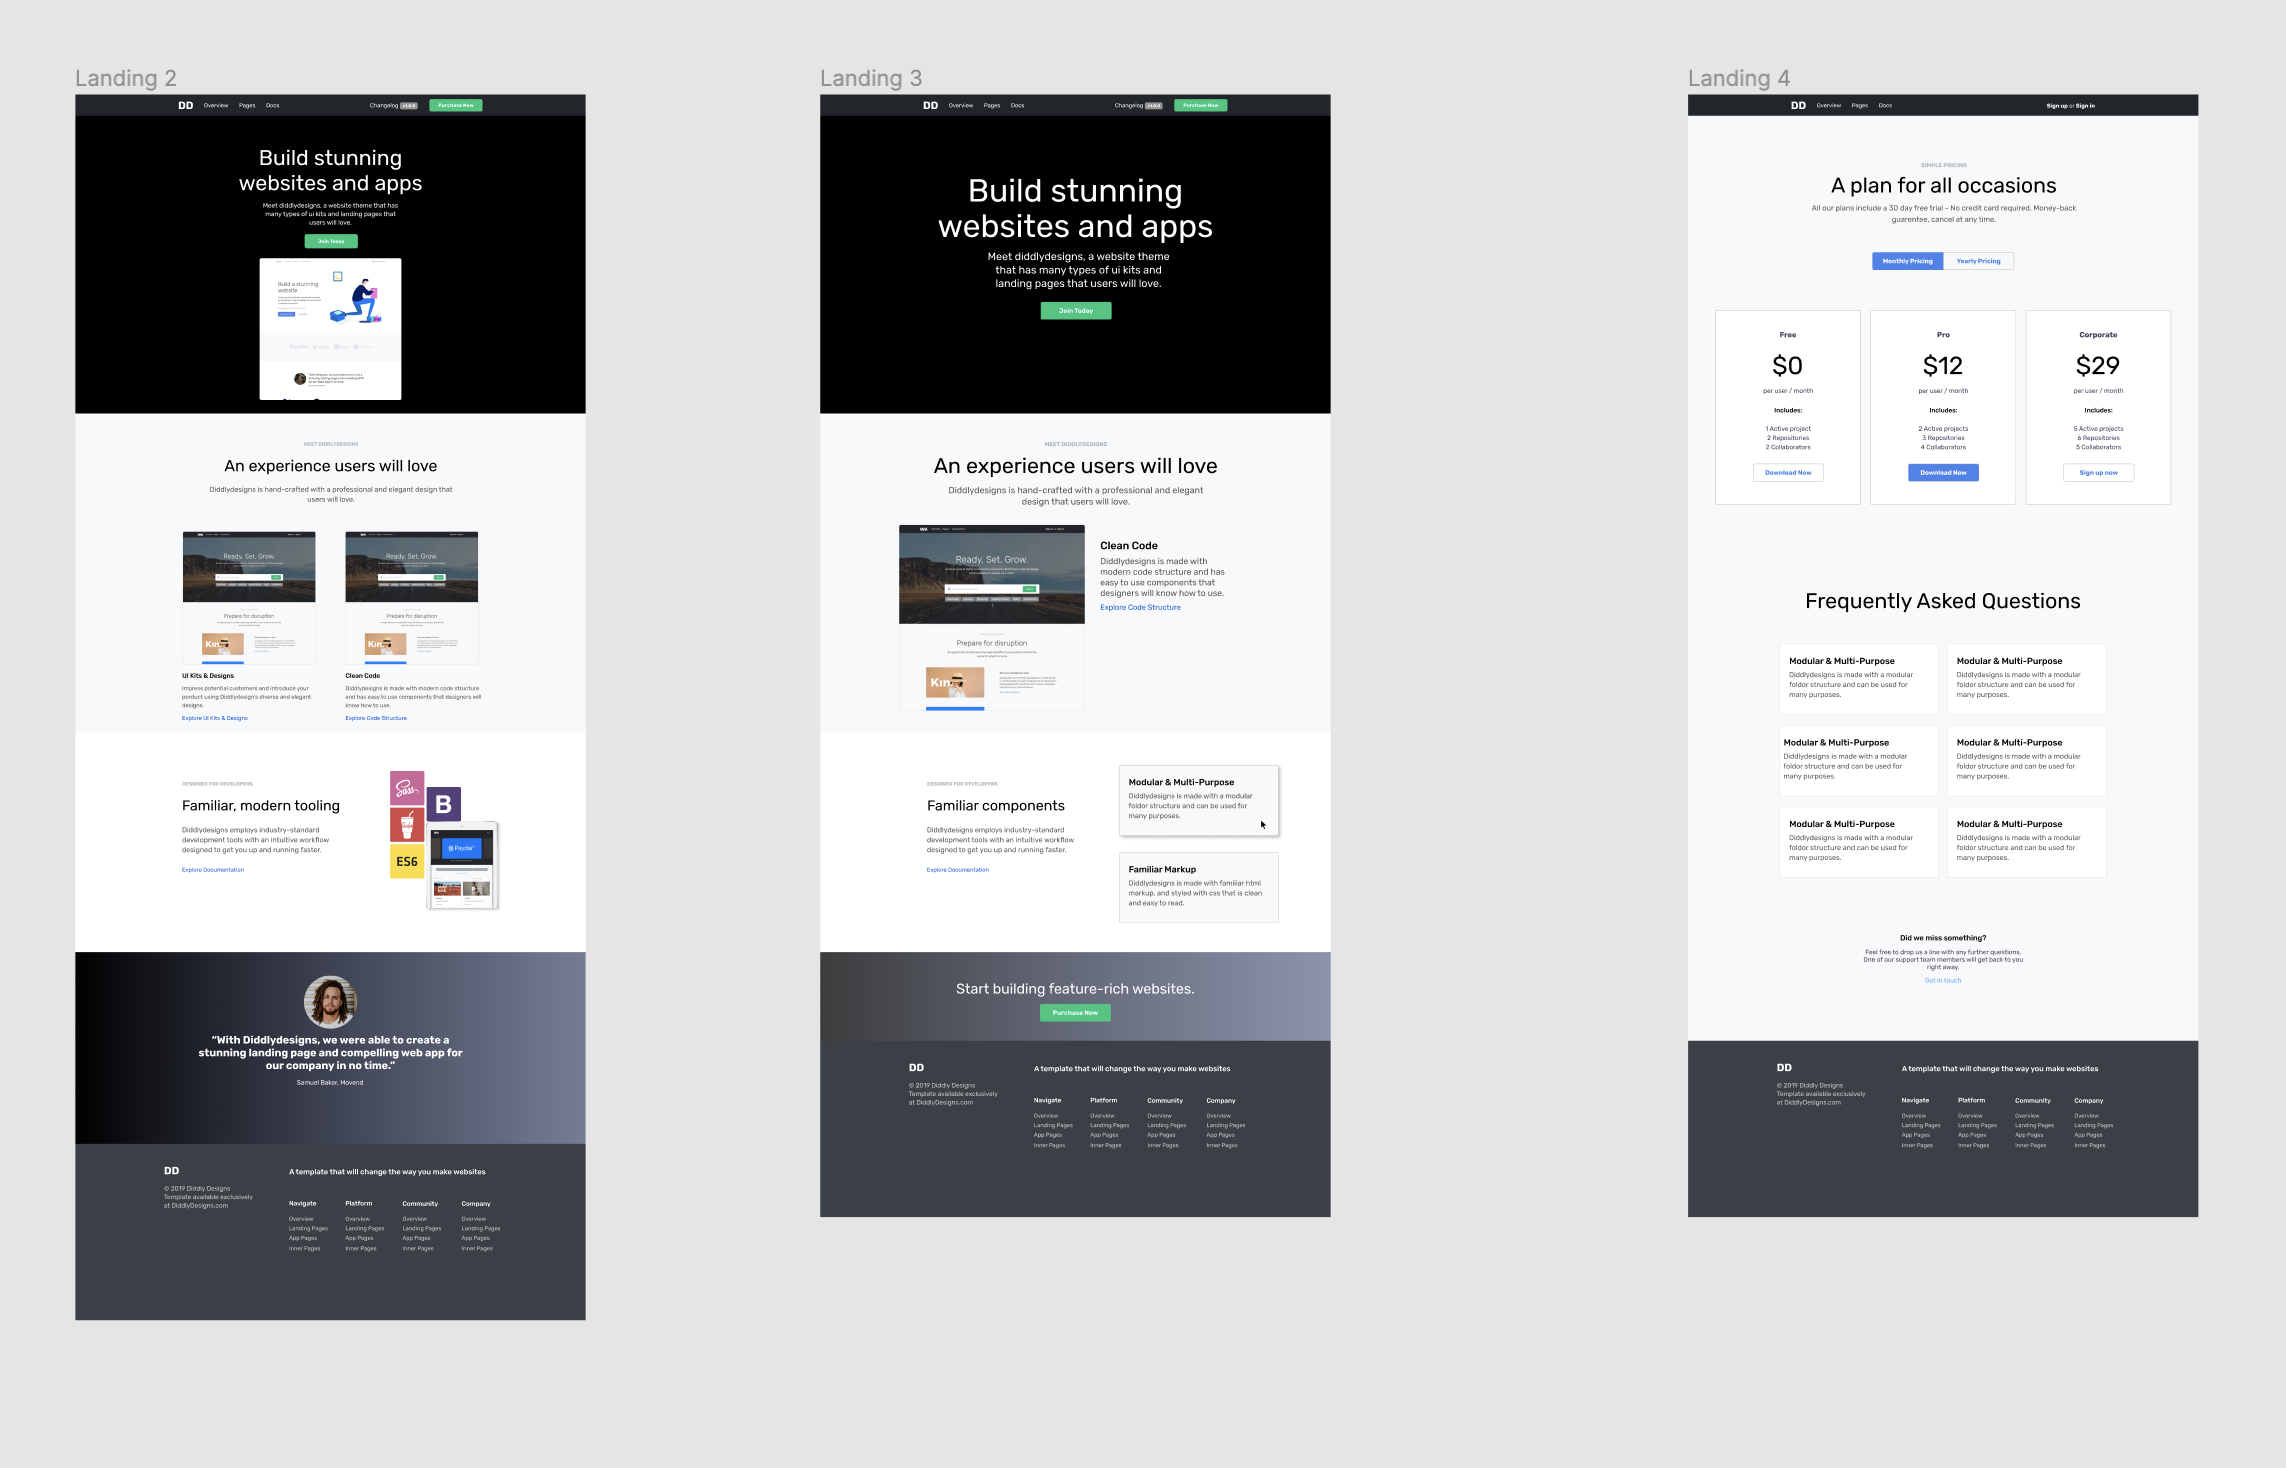 Landing 2
DD Overview Pages Docs Changelog v1.0.0 Purchase Now
Build stunning
websites and apps
Meet diddlydesigns, a website theme that has
many types of ui kits and landing pages that
users will love.
Join Today
Build a stunning
website
PayPal
MEET DIDDLYDESIGNS
An experience users will love
Diddlydesigns is hand-crafted with a professional and elegant design that
users will love.
Ready. Set. Grow.
Prepare for disruption
Kin
Ready. Set. Grow.
Prepare for disruption
Kin
UI Kits & Designs
Impress potential customers and introduce your
product using Diddlydesign's diverse and elegant
designs.
Explore UI Kits & Designs
Clean Code
Diddlydesigns is made with modern code structure
and has easy to use components that designers will
know how to use.
Explore Code Structure
DESIGNED FOR DEVELOPERS
Familiar, modern tooling
Diddlydesigns employs industry-standard
development tools with an intuitive workflow
designed to get you up and running faster.
Explore Documentation
Sass
B
Gulp
ES6
Paydar
"With Diddlydesigns, we were able to create a
stunning landing page and compelling web app for
our company in no time."
Samuel Baker, Movend
DD
© 2019 Diddly Designs
Template available exclusively
at DiddlyDesigns.com
A template that will change the way you make websites
Navigate Platform Community Company
Overview Overview Overview Overview
Landing Pages Landing Pages Landing Pages Landing Pages
App Pages App Pages App Pages App Pages
Inner Pages Inner Pages Inner Pages Inner Pages
Landing 3
DD Overview Pages Docs Changelog v1.0.0 Purchase Now
Build stunning
websites and apps
Meet diddlydesigns, a website theme
that has many types of ui kits and
landing pages that users will love.
Join Today
MEET DIDDLYDESIGNS
An experience users will love
Diddlydesigns is hand-crafted with a professional and elegant
design that users will love.
Ready. Set. Grow.
Prepare for disruption
Kin
Clean Code
Diddlydesigns is made with
modern code structure and has
easy to use components that
designers will know how to use.
Explore Code Structure
DESIGNED FOR DEVELOPERS
Familiar components
Diddlydesigns employs industry-standard
development tools with an intuitive workflow
designed to get you up and running faster.
Explore Documentation
Modular & Multi-Purpose
Diddlydesigns is made with a modular
foldor structure and can be used for
many purposes.
Familiar Markup
Diddlydesigns is made with familiar html
markup, and styled with css that is clean
and easy to read.
Start building feature-rich websites.
Purchase Now
DD
© 2019 Diddly Designs
Template available exclusively
at DiddlyDesigns.com
A template that will change the way you make websites
Navigate Platform Community Company
Overview Overview Overview Overview
Landing Pages Landing Pages Landing Pages Landing Pages
App Pages App Pages App Pages App Pages
Inner Pages Inner Pages Inner Pages Inner Pages
Landing 4
DD Overview Pages Docs Sign up or Sign in
SIMPLE PRICING
A plan for all occasions
All our plans include a 30 day free trial - No credit card required, Money-back
guarentee, cancel at any time.
Monthly Pricing Yearly Pricing
Free
$0
per user / month
Includes:
1 Active project
2 Repositories
2 Collaborators
Download Now
Pro
$12
per user / month
Includes:
2 Active projects
3 Repositories
4 Collaborators
Download Now
Corporate
$29
per user / month
Includes:
5 Active projects
6 Repositories
5 Collaborators
Sign up now
Frequently Asked Questions
Modular & Multi-Purpose
Diddlydesigns is made with a modular
foldor structure and can be used for
many purposes.
Modular & Multi-Purpose
Diddlydesigns is made with a modular
foldor structure and can be used for
many purposes.
Modular & Multi-Purpose
Diddlydesigns is made with a modular
foldor structure and can be used for
many purposes.
Modular & Multi-Purpose
Diddlydesigns is made with a modular
foldor structure and can be used for
many purposes.
Modular & Multi-Purpose
Diddlydesigns is made with a modular
foldor structure and can be used for
many purposes.
Modular & Multi-Purpose
Diddlydesigns is made with a modular
foldor structure and can be used for
many purposes.
Did we miss something?
Feel free to drop us a line with any further questions.
One of our support team members will get back to you
right away.
Get in touch
DD
© 2019 Diddly Designs
Template available exclusively
at DiddlyDesigns.com
A template that will change the way you make websites
Navigate Platform Community Company
Overview Overview Overview Overview
Landing Pages Landing Pages Landing Pages Landing Pages
App Pages App Pages App Pages App Pages
Inner Pages Inner Pages Inner Pages Inner Pages